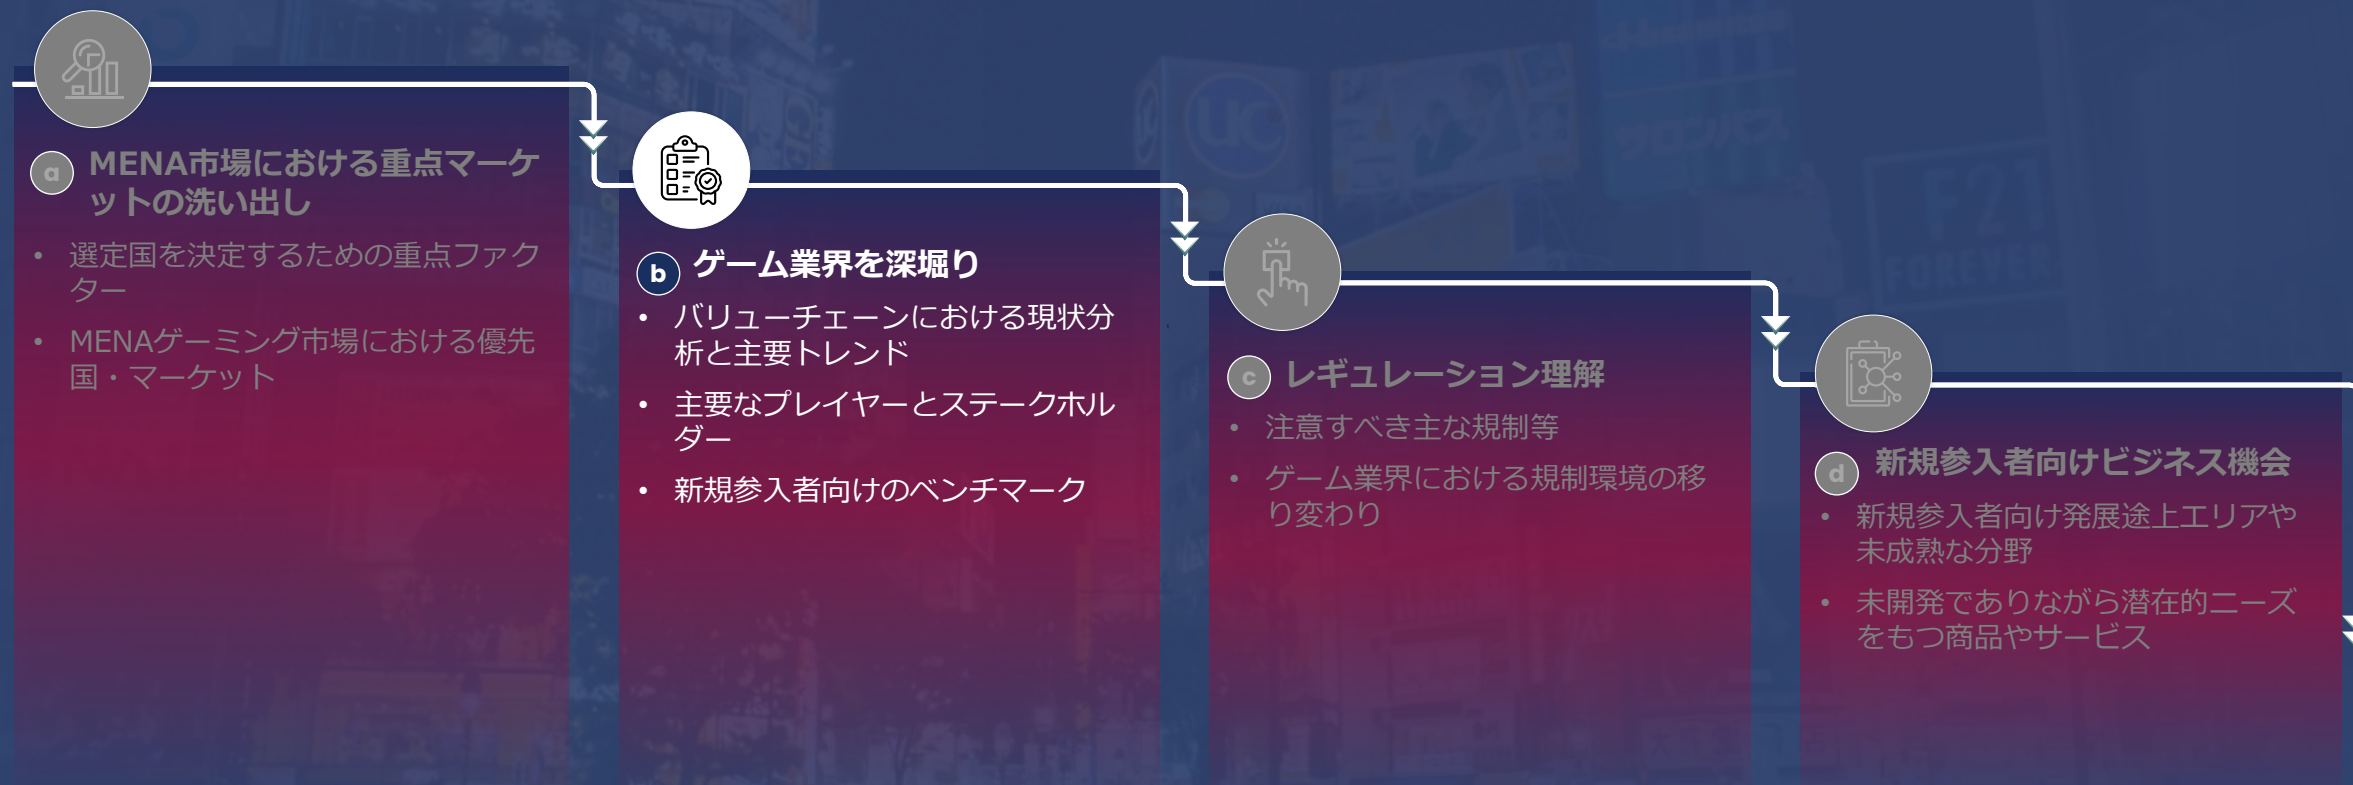 a
MENA市場における重点マーケ
ットの洗い出し
• 選定国を決定するための重点ファク
ター
• MENAゲーミング市場における優先
国・マーケット
b
ゲーム業界を深堀り
• バリューチェーンにおける現状分
析と主要トレンド
• 主要なプレイヤーとステークホル
ダー
• 新規参入者向けのベンチマーク
c
レギュレーション理解
• 注意すべき主な規制等
• ゲーム業界における規制環境の移
り変わり
d
新規参入者向けビジネス機会
• 新規参入者向け発展途上エリアや
未成熟な分野
• 未開発でありながら潜在的ニーズ
をもつ商品やサービス
UC
サロンパス
F21
FOREVER